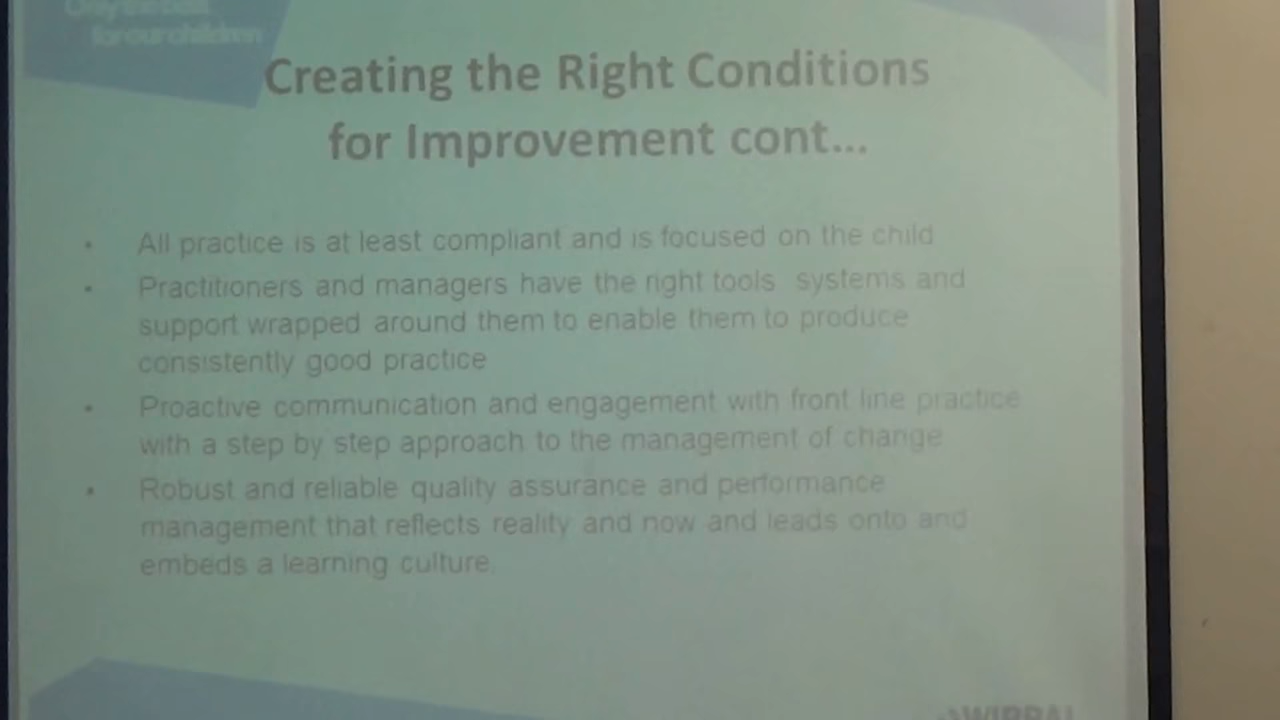 for our children
Creating the Right Conditions
for Improvement cont...
• All practice is at least compliant and is focused on the child
• Practitioners and managers have the right tools systems and
support wrapped around them to enable them to produce
consistently good practice
• Proactive communication and engagement with front line practice
with a step by step approach to the management of change
• Robust and reliable quality assurance and performance
management that reflects reality and now and leads onto and
embeds a learning culture.
WIRRAL